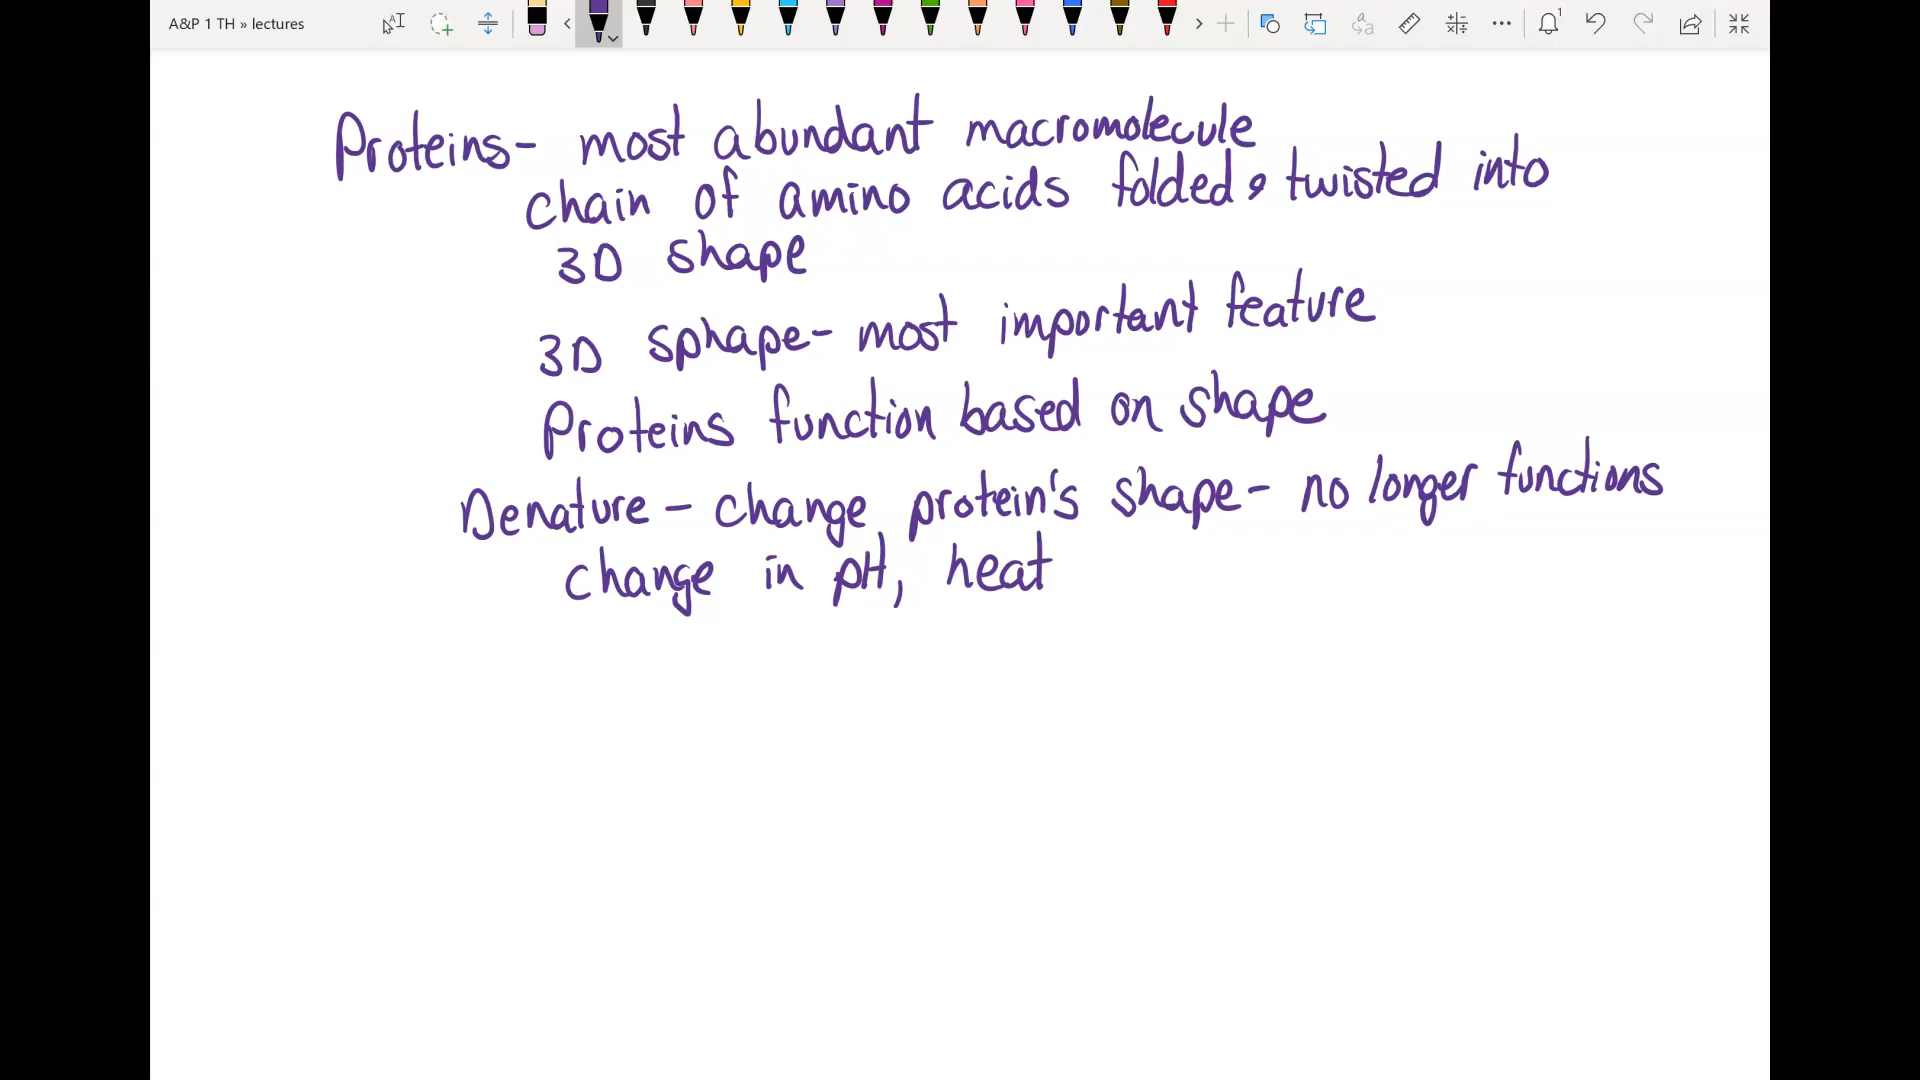 A&P 1 TH » lectures
Proteins- most abundant macromolecule
chain of amino acids folded & twisted into
3D shape
3D sphape- most important feature
Proteins function based on shape
Denature - change protein's shape- no longer functions
change in pH, heat